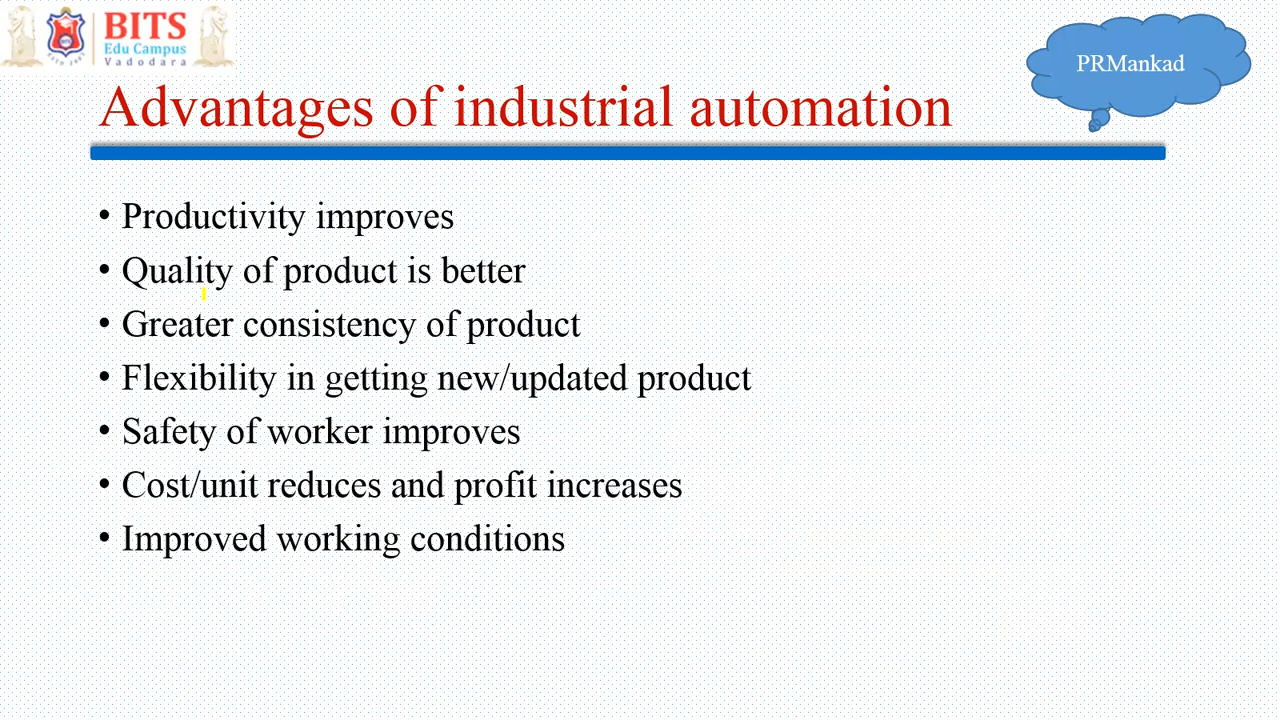 BITS
Edu Campus
Vadodara
PRMankad
Advantages of industrial automation
• Productivity improves
• Quality of product is better
• Greater consistency of product
• Flexibility in getting new/updated product
• Safety of worker improves
• Cost/unit reduces and profit increases
• Improved working conditions